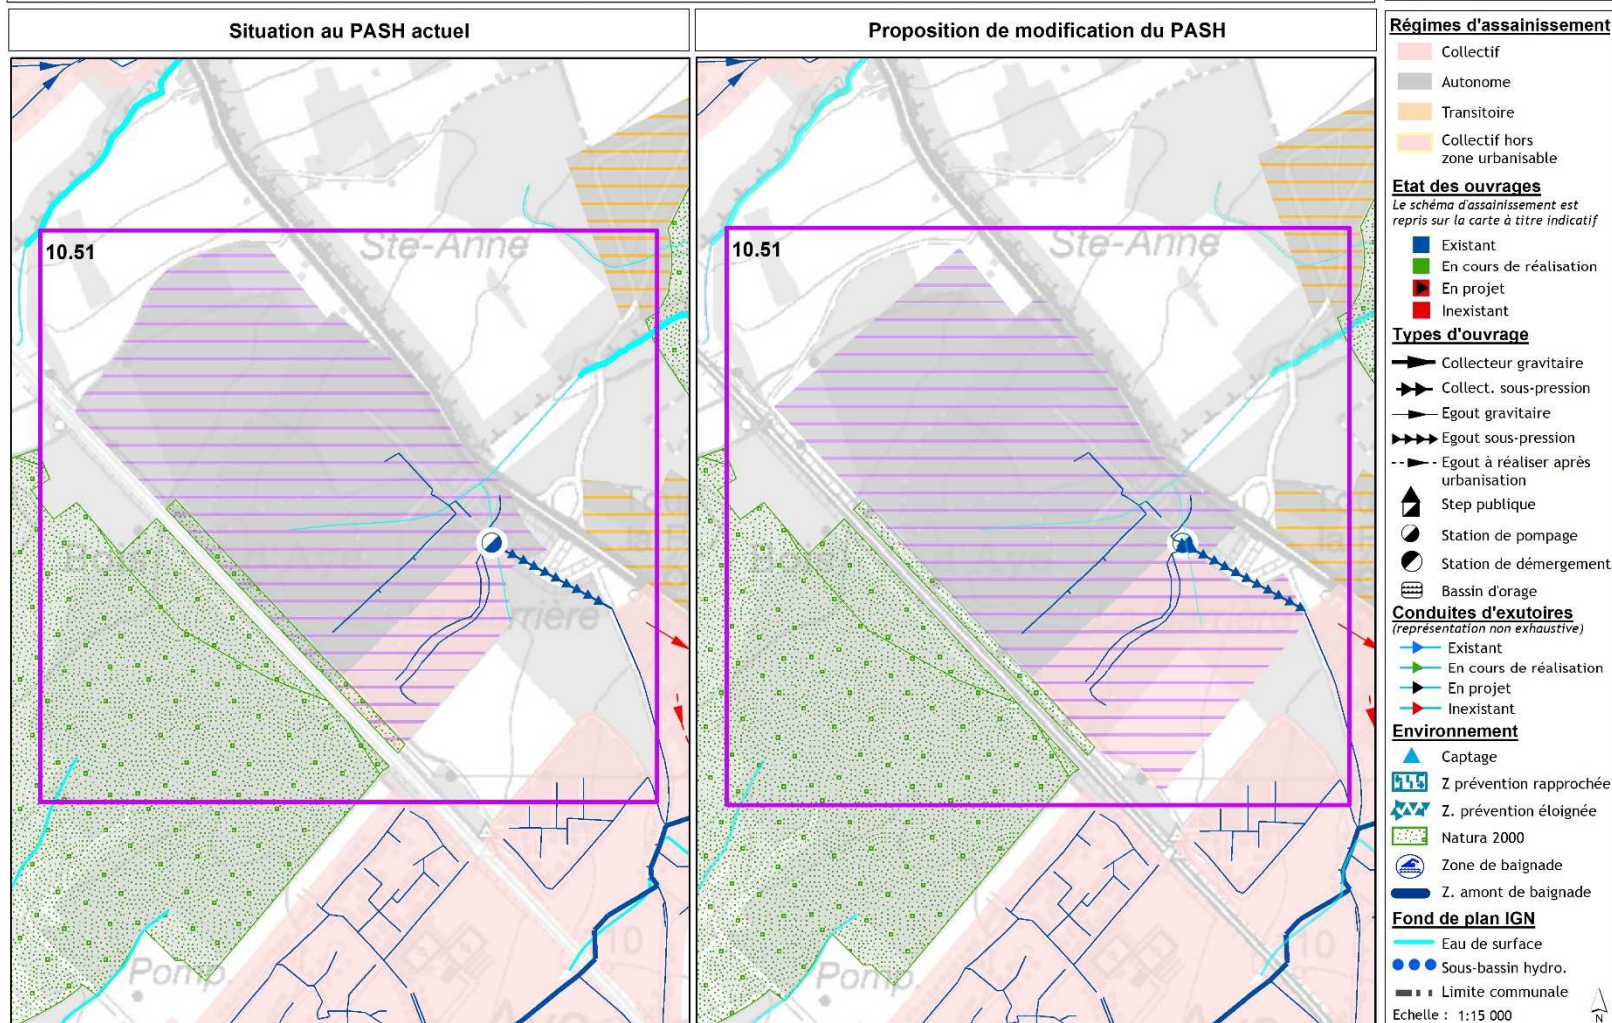 Situation au PASH actuel
Proposition de modification du PASH
10.51
Ste-Anne
rrière
Pomp.
10
10.51
Ste-Anne
Pomp.
10
Régimes d'assainissement
Collectif
Autonome
Transitoire
Collectif hors
zone urbanisable
Etat des ouvrages
Le schéma d'assainissement est
repris sur la carte à titre indicatif
Existant
En cours de réalisation
En projet
Inexistant
Types d'ouvrage
Collecteur gravitaire
Collect. sous-pression
Egout gravitaire
Egout sous-pression
Egout à réaliser après
urbanisation
Step publique
Station de pompage
Station de démergement
Bassin d'orage
Conduites d'exutoires
(représentation non exhaustive)
Existant
En cours de réalisation
En projet
Inexistant
Environnement
Captage
Z prévention rapprochée
Z. prévention éloignée
Natura 2000
Zone de baignade
Z. amont de baignade
Fond de plan IGN
Eau de surface
Sous-bassin hydro.
Limite communale
Echelle : 1:15 000
N